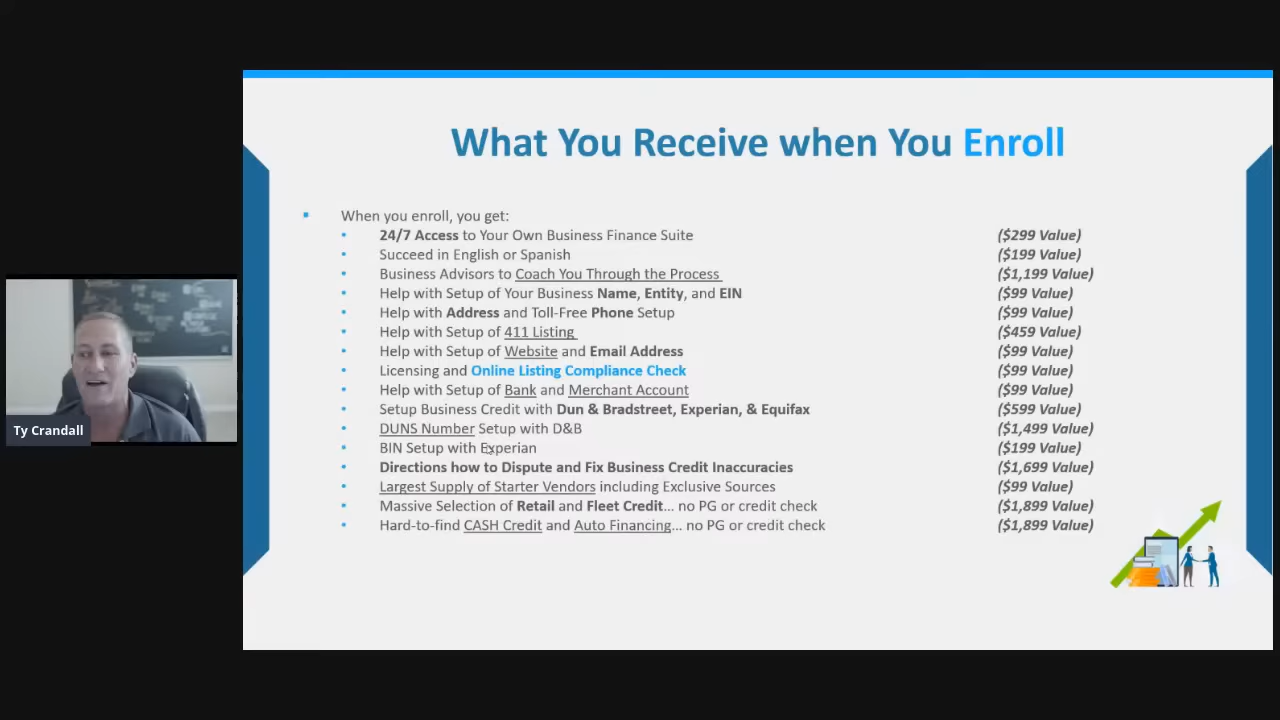 What You Receive when You Enroll
When you enroll, you get:
24/7 Access to Your Own Business Finance Suite ($299 Value)
Succeed in English or Spanish ($199 Value)
Business Advisors to Coach You Through the Process ($1,199 Value)
Help with Setup of Your Business Name, Entity, and EIN ($99 Value)
Help with Address and Toll-Free Phone Setup ($99 Value)
Help with Setup of 411 Listing ($459 Value)
Help with Setup of Website and Email Address ($99 Value)
Licensing and Online Listing Compliance Check ($99 Value)
Help with Setup of Bank and Merchant Account ($99 Value)
Setup Business Credit with Dun & Bradstreet, Experian, & Equifax ($599 Value)
DUNS Number Setup with D&B ($1,499 Value)
BIN Setup with Experian ($199 Value)
Directions how to Dispute and Fix Business Credit Inaccuracies ($1,699 Value)
Largest Supply of Starter Vendors including Exclusive Sources ($99 Value)
Massive Selection of Retail and Fleet Credit... no PG or credit check ($1,899 Value)
Hard-to-find CASH Credit and Auto Financing... no PG or credit check ($1,899 Value)
Ty Crandall